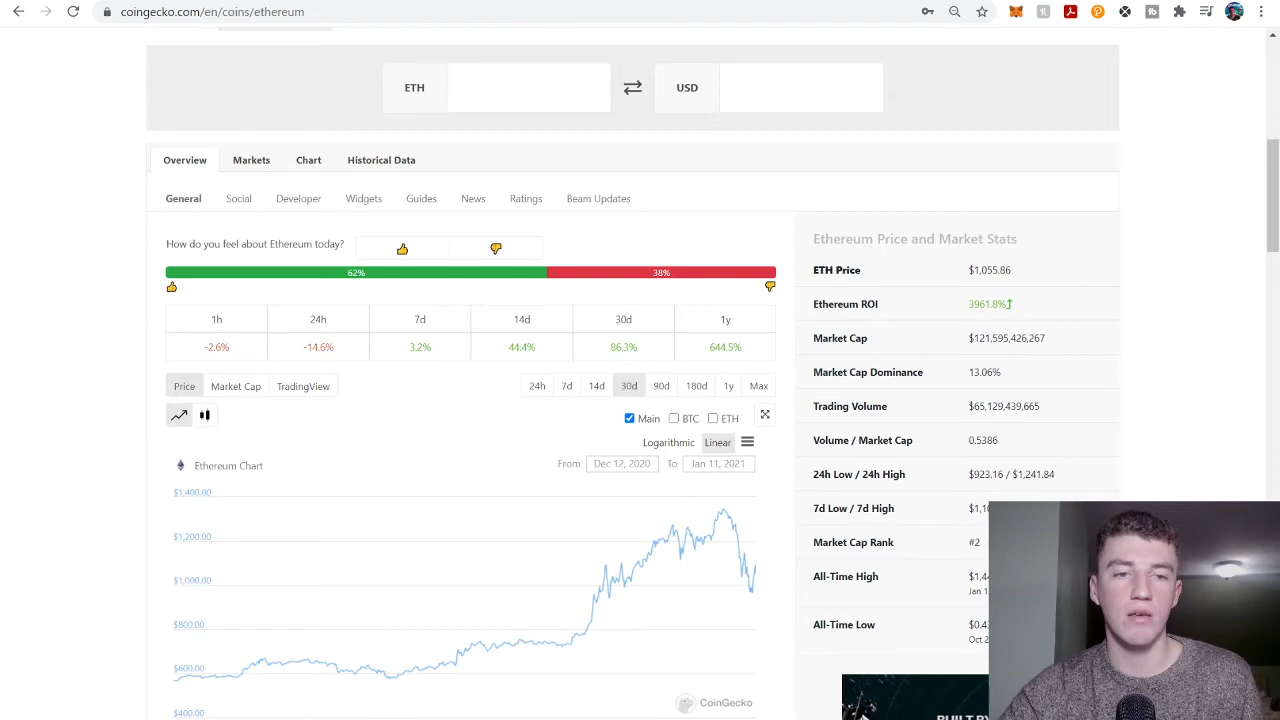 coingecko.com/en/coins/ethereum
ETH
USD
Overview Markets Chart Historical Data
General Social Developer Widgets Guides News Ratings Beam Updates
How do you feel about Ethereum today?
62% 38%
1h 24h 7d 14d 30d 1y
-2.6% -14.6% 3.2% 44.4% 86.3% 644.5%
Price Market Cap TradingView
24h 7d 14d 30d 90d 180d 1y Max
Main BTC ETH
Logarithmic Linear
Ethereum Chart
From Dec 12, 2020 To Jan 11, 2021
$1,400.00
$1,200.00
$1,000.00
$800.00
$600.00
$400.00
CoinGecko
Ethereum Price and Market Stats
ETH Price $1,055.86
Ethereum ROI 3961.8%
Market Cap $121,595,426,267
Market Cap Dominance 13.06%
Trading Volume $65,129,439,665
Volume / Market Cap 0.5386
24h Low / 24h High $923.16 / $1,241.84
7d Low / 7d High
Market Cap Rank #2
All-Time High
All-Time Low